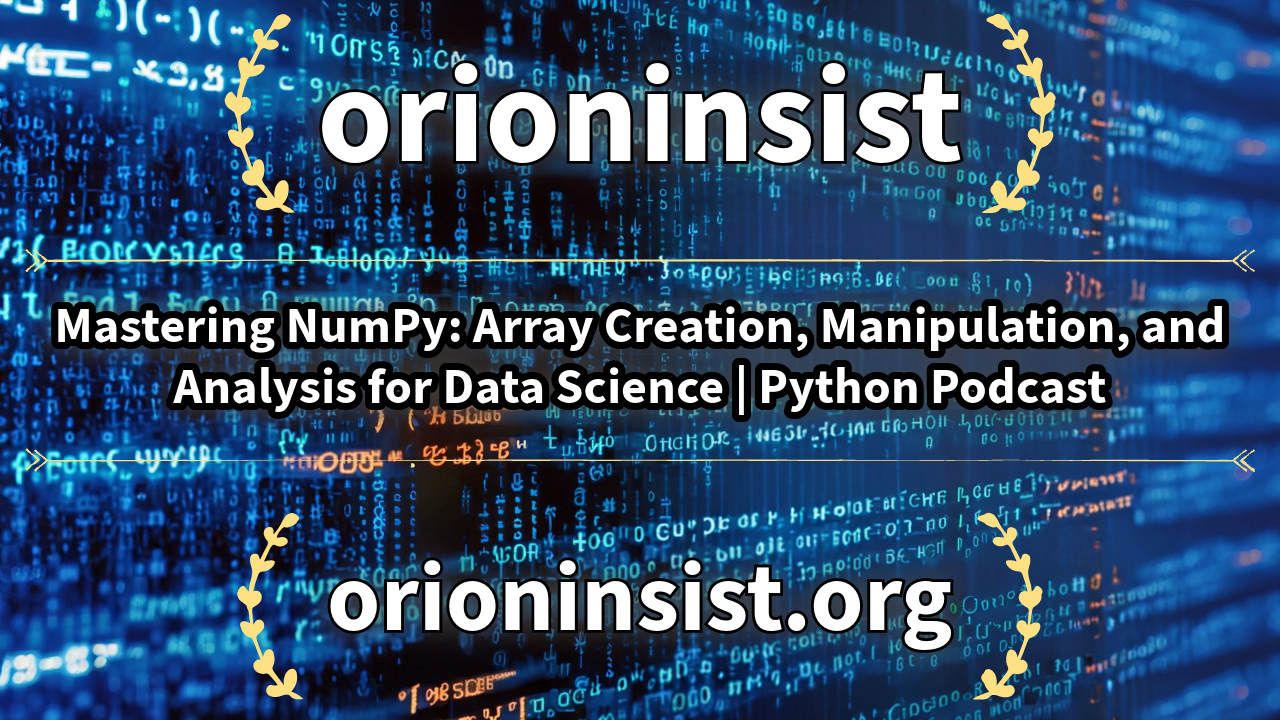 orioninsist
Mastering NumPy: Array Creation, Manipulation, and
Analysis for Data Science | Python Podcast
orioninsist.org